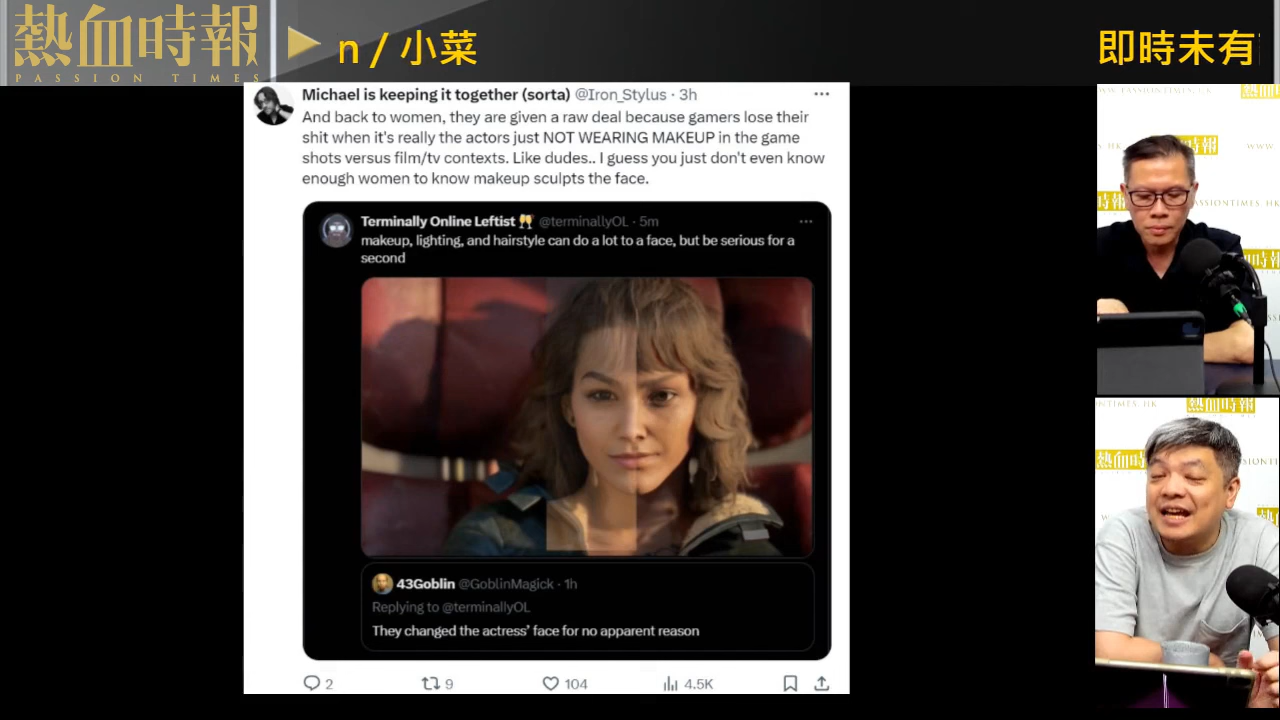 熱血時報
PASSION TIMES
n / 小菜
即時未有
Michael is keeping it together (sorta) @Iron_Stylus · 3h
And back to women, they are given a raw deal because gamers lose their
shit when it's really the actors just NOT WEARING MAKEUP in the game
shots versus film/tv contexts. Like dudes.. I guess you just don't even know
enough women to know makeup sculpts the face.
Terminally Online Leftist 🥂 @terminallyOL · 5m
makeup, lighting, and hairstyle can do a lot to a face, but be serious for a
second
43Goblin @GoblinMagick · 1h
Replying to @terminallyOL
They changed the actress' face for no apparent reason
2
9
104
4.5K